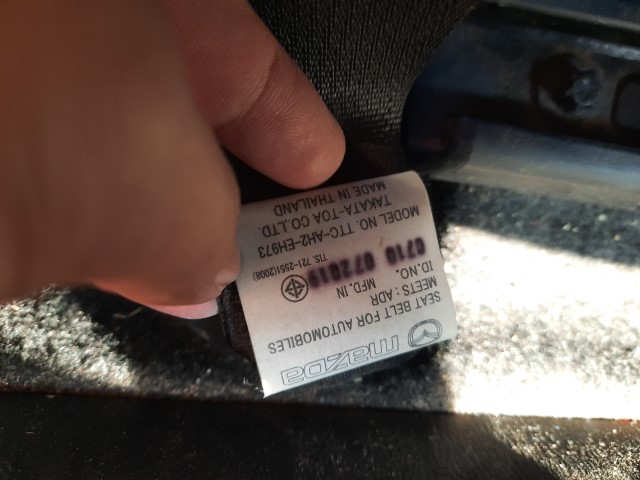 mazda
SEAT BELT FOR AUTOMOBILES
MEETS : ADR
ID.NO. MFD. IN
0710 072019
TIS 721-2551(2008)
MODEL NO. TTC-AH2-EH973
TAKATA-TOA CO.,LTD.
MADE IN THAILAND